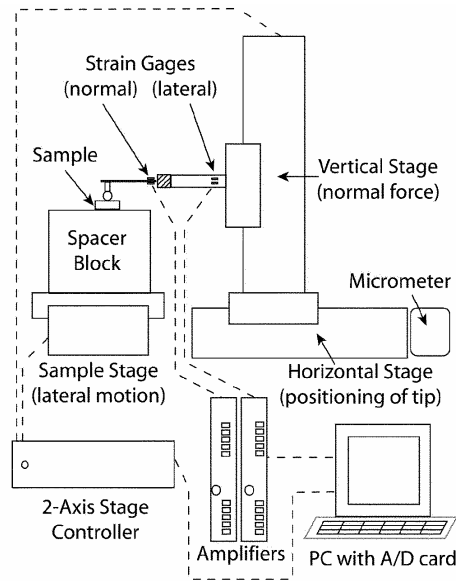 Strain Gages
(normal) (lateral)
Sample
Vertical Stage
(normal force)
Spacer
Block
Micrometer
Sample Stage
(lateral motion)
Horizontal Stage
(positioning of tip)
2-Axis Stage
Controller
Amplifiers
PC with A/D card